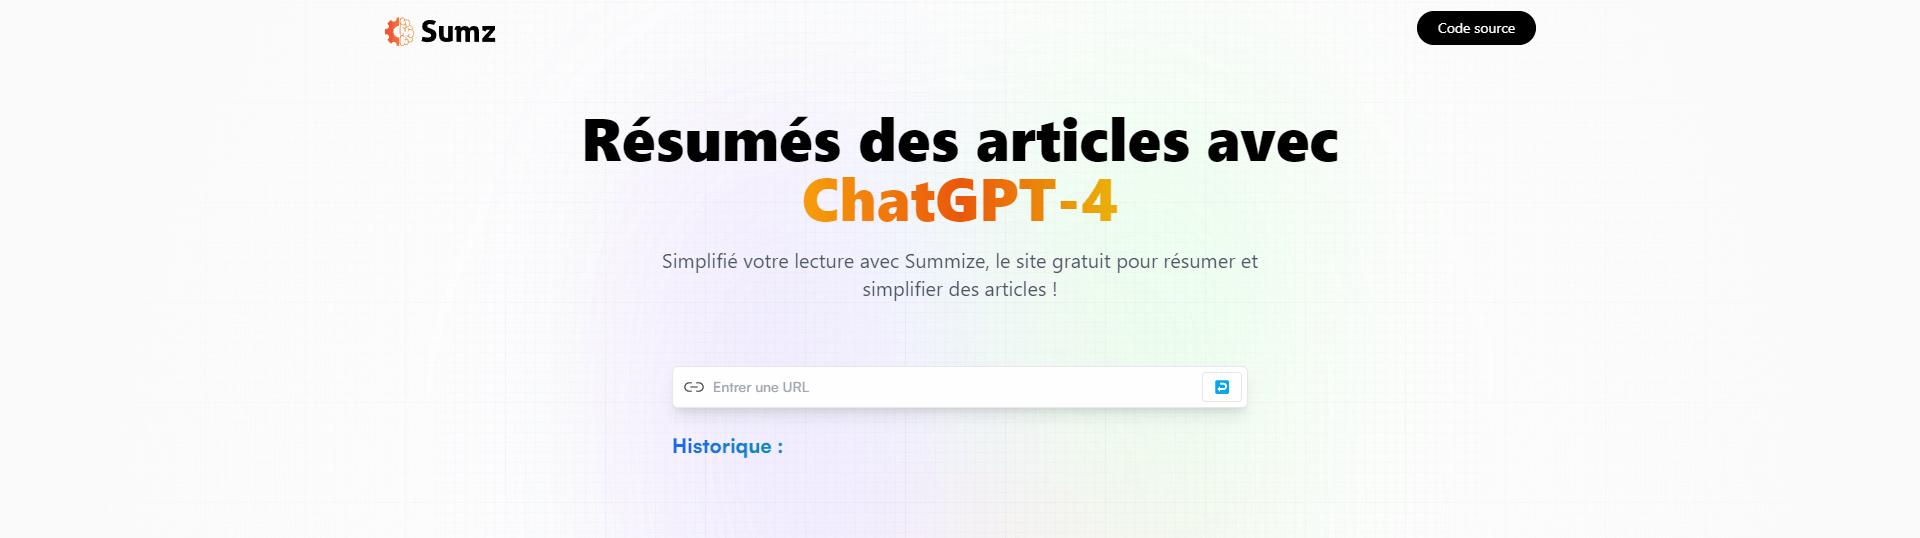 Sumz
Code source
Résumés des articles avec
ChatGPT-4
Simplifié votre lecture avec Summize, le site gratuit pour résumer et
simplifier des articles !
Entrer une URL
Historique :